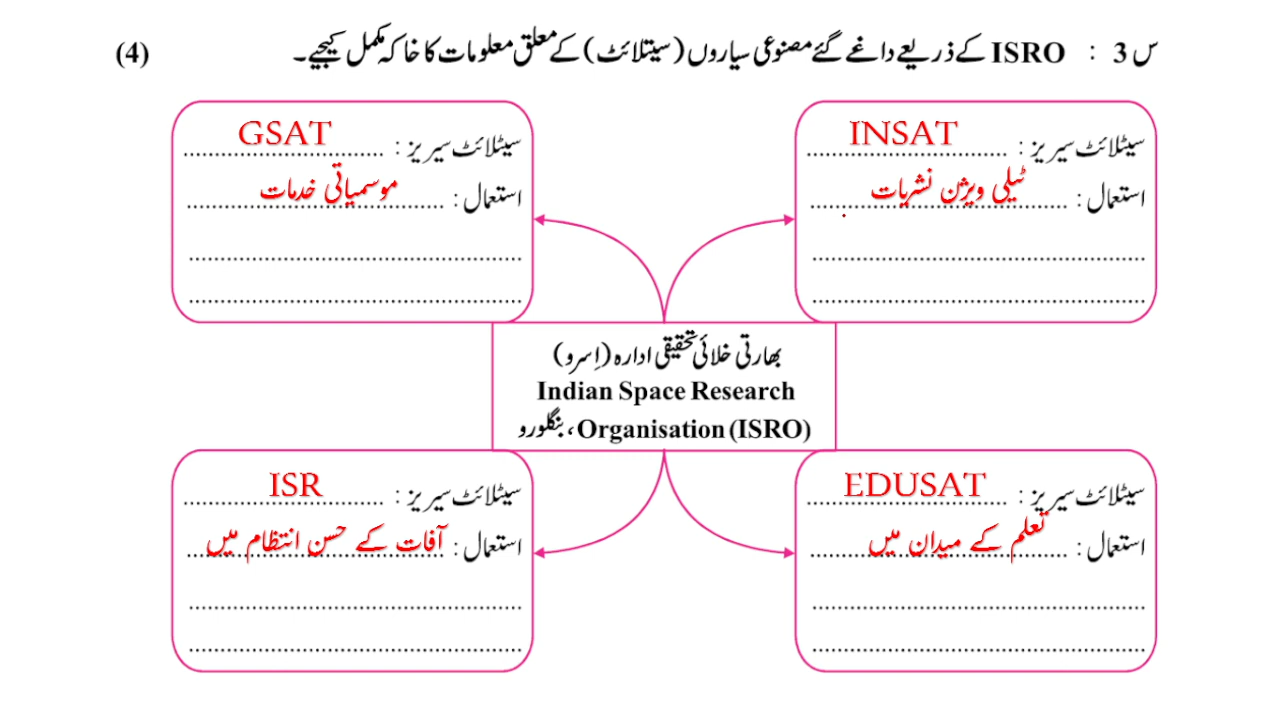 س 3 : ISRO کے ذریعے داغے گئے مصنوعی سیاروں (سیتلائٹ) کے معلق معلومات کا خاکہ مکمل کیجیے۔ (4)
سیٹلائٹ سیریز : INSAT
استعمال : ٹیلی ویژن نشریات
سیٹلائٹ سیریز : GSAT
استعمال : موسمیاتی خدمات
بھارتی خلائی تحقیقی ادارہ (اِسرو)
Indian Space Research
Organisation (ISRO)، بنگلورو
سیٹلائٹ سیریز : EDUSAT
استعمال : تعلم کے میدان میں
سیٹلائٹ سیریز : ISR
استعمال : آفات کے حسن انتظام میں